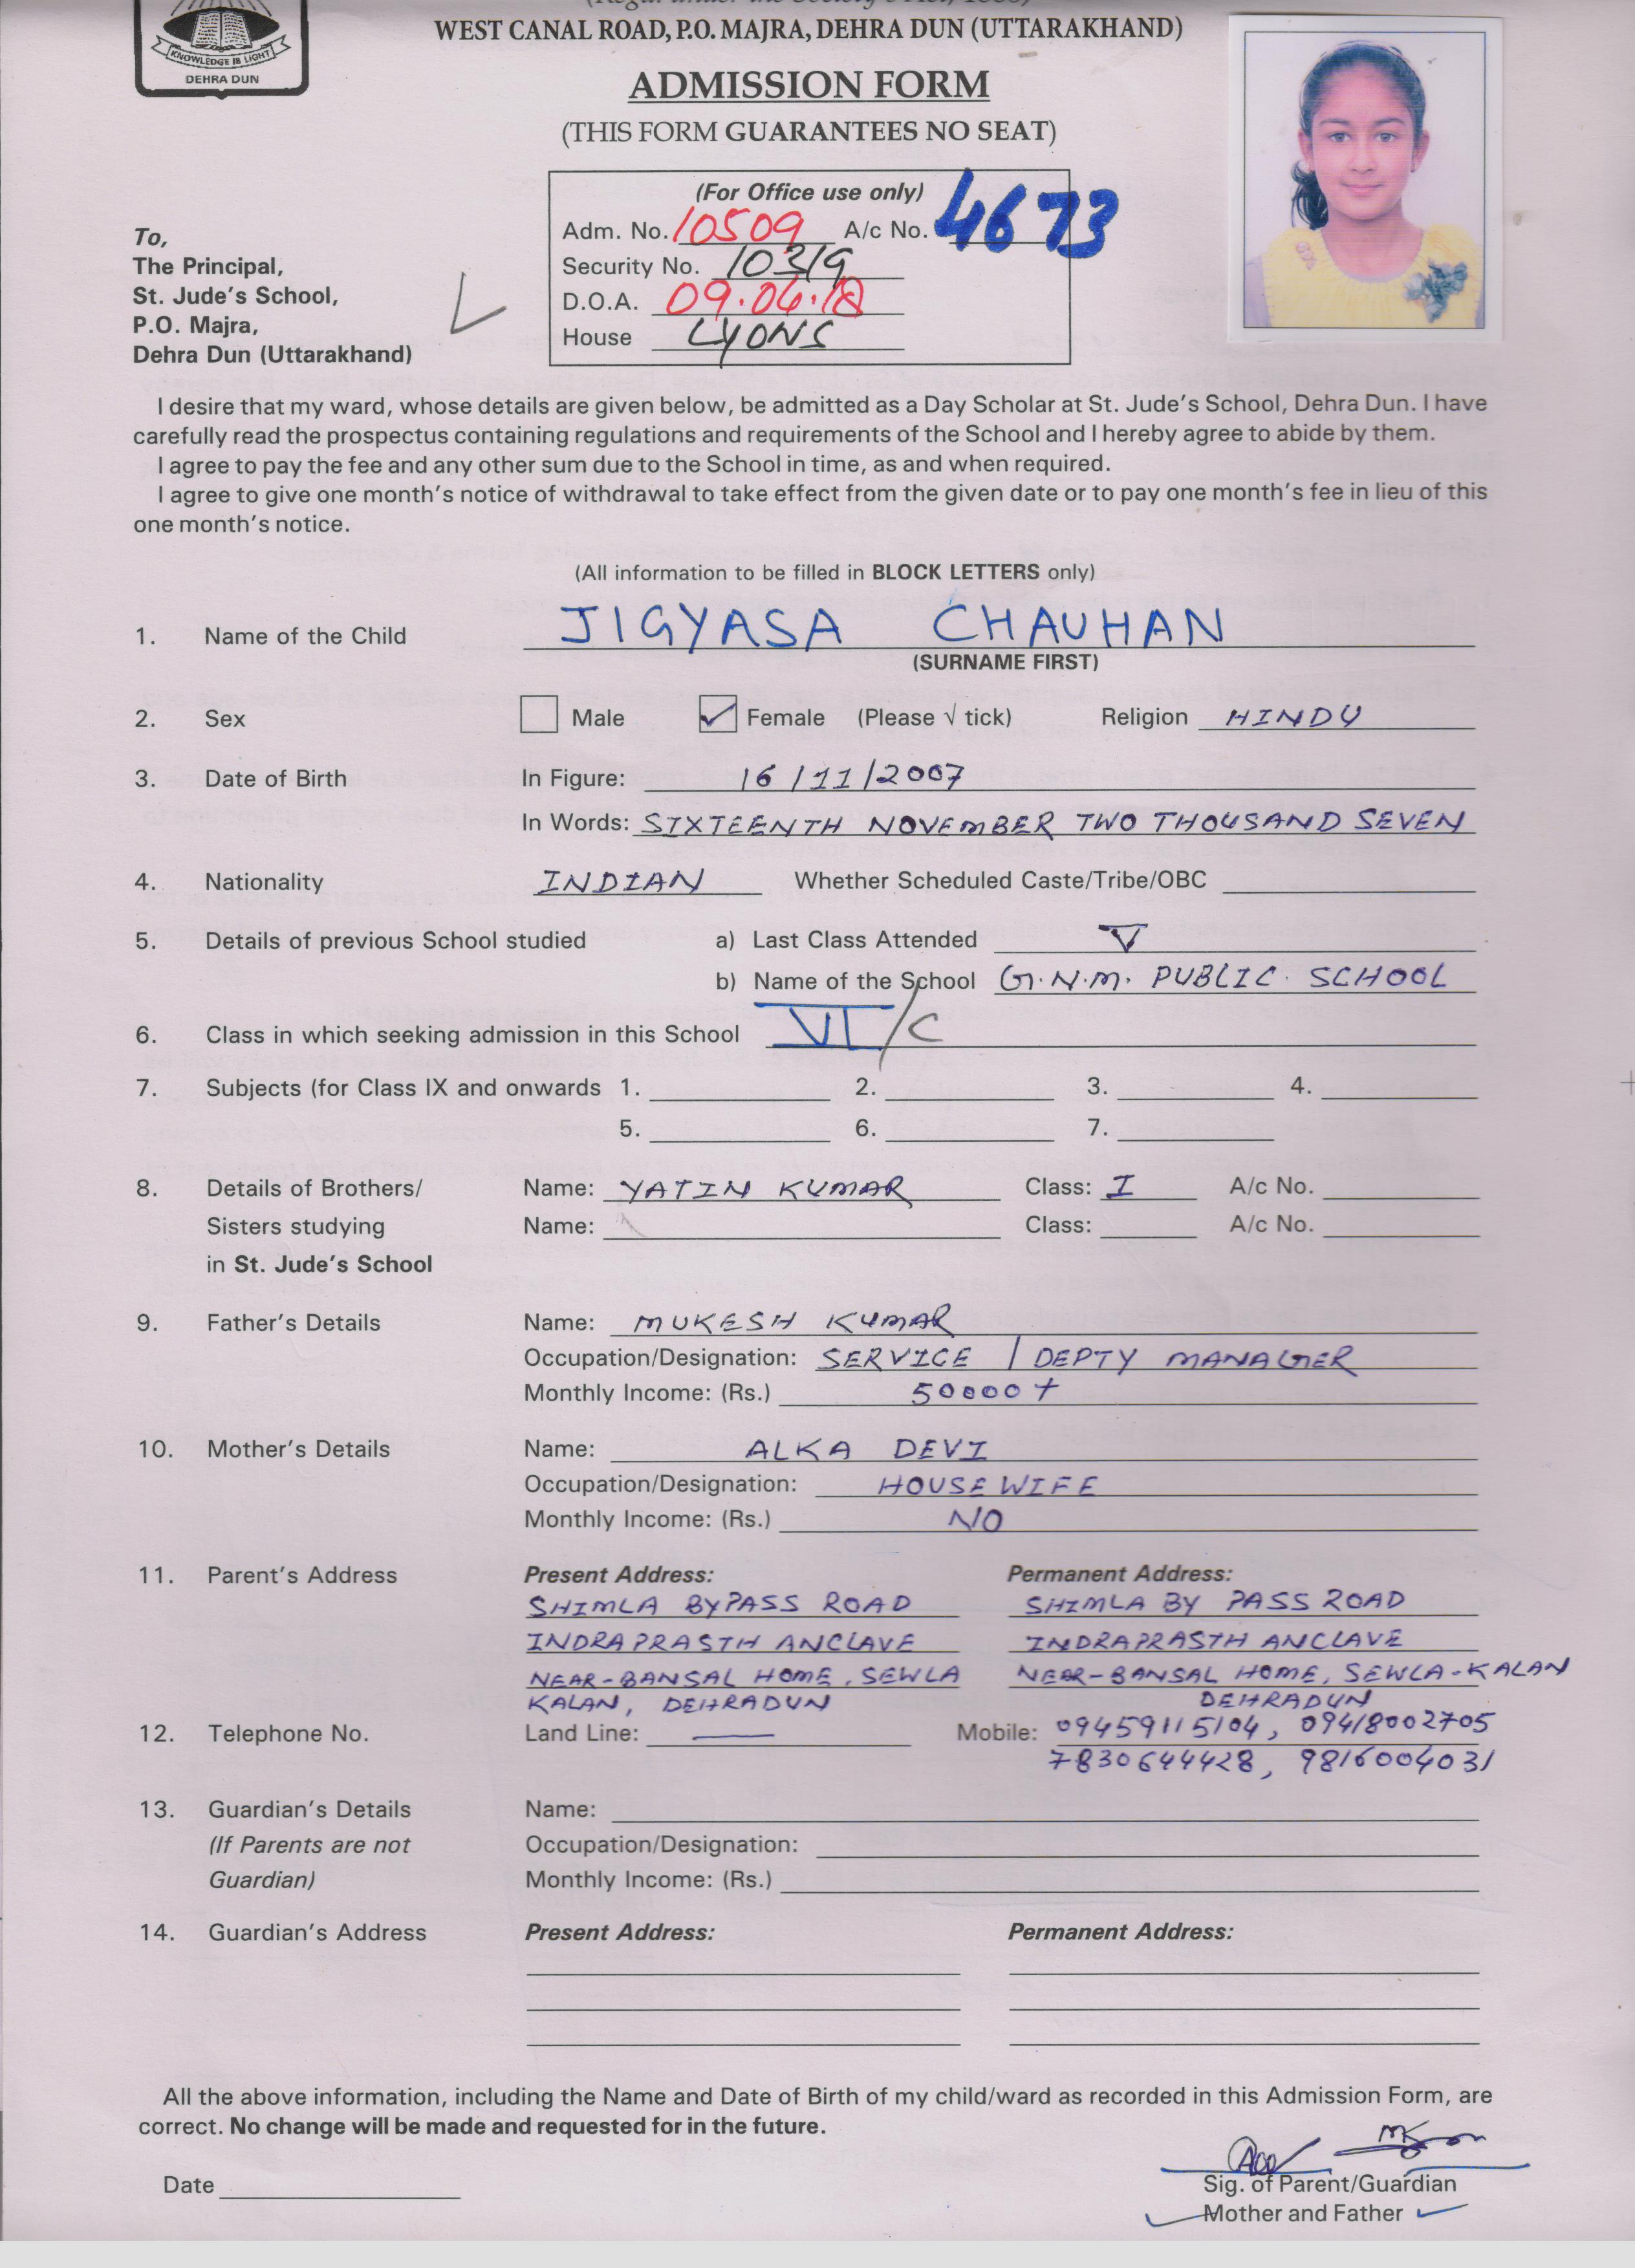 KNOWLEDGE IS LIGHT
DEHRA DUN
WEST CANAL ROAD, P.O. MAJRA, DEHRA DUN (UTTARAKHAND)
ADMISSION FORM
(THIS FORM GUARANTEES NO SEAT)
(For Office use only)
Adm. No. 10509 A/c No. 4673
Security No. 10319
D.O.A. 09.04.18
House LYONS
To,
The Principal,
St. Jude's School,
P.O. Majra,
Dehra Dun (Uttarakhand)
I desire that my ward, whose details are given below, be admitted as a Day Scholar at St. Jude's School, Dehra Dun. I have
carefully read the prospectus containing regulations and requirements of the School and I hereby agree to abide by them.
I agree to pay the fee and any other sum due to the School in time, as and when required.
I agree to give one month's notice of withdrawal to take effect from the given date or to pay one month's fee in lieu of this
one month's notice.
(All information to be filled in BLOCK LETTERS only)
1. Name of the Child JIGYASA CHAUHAN
(SURNAME FIRST)
2. Sex Male ✓ Female (Please √ tick) Religion HINDU
3. Date of Birth In Figure: 16/11/2007
In Words: SIXTEENTH NOVEMBER TWO THOUSAND SEVEN
4. Nationality INDIAN Whether Scheduled Caste/Tribe/OBC
5. Details of previous School studied a) Last Class Attended V
b) Name of the School G.N.M. PUBLIC SCHOOL
6. Class in which seeking admission in this School VI/C
7. Subjects (for Class IX and onwards 1. 2. 3. 4.
5. 6. 7.
8. Details of Brothers/ Name: YATIN KUMAR Class: I A/c No.
Sisters studying Name: Class: A/c No.
in St. Jude's School
9. Father's Details Name: MUKESH KUMAR
Occupation/Designation: SERVICE / DEPTY MANAGER
Monthly Income: (Rs.) 50000 +
10. Mother's Details Name: ALKA DEVI
Occupation/Designation: HOUSE WIFE
Monthly Income: (Rs.) NO
11. Parent's Address Present Address: Permanent Address:
SHIMLA BYPASS ROAD SHIMLA BY PASS ROAD
INDRAPRASTH ANCLAVE INDRAPRASTH ANCLAVE
NEAR-BANSAL HOME, SEWLA NEAR-BANSAL HOME, SEWLA-KALAN
KALAN, DEHRADUN DEHRADUN
12. Telephone No. Land Line: — Mobile: 09459115104, 09418002705
7830644428, 9816004031
13. Guardian's Details Name:
(If Parents are not Occupation/Designation:
Guardian) Monthly Income: (Rs.)
14. Guardian's Address Present Address: Permanent Address:
All the above information, including the Name and Date of Birth of my child/ward as recorded in this Admission Form, are
correct. No change will be made and requested for in the future.
Date
Sig. of Parent/Guardian
Mother and Father